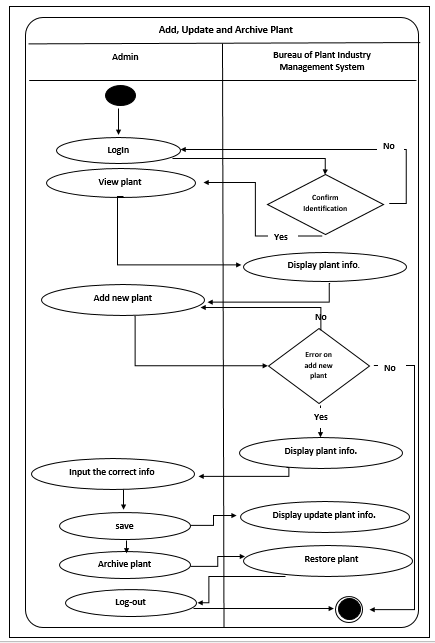 Add, Update and Archive Plant
Admin
Bureau of Plant Industry
Management System
LogIn
No
View plant
Confirm
Identification
Yes
Display plant info.
Add new plant
No
Error on
add new
plant
No
Yes
Display plant info.
Input the correct info
save
Display update plant info.
Archive plant
Restore plant
Log-out